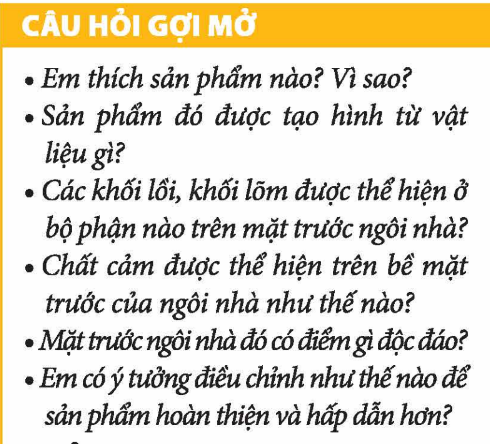 CÂU HỎI GỢI MỞ
• Em thích sản phẩm nào? Vì sao?
• Sản phẩm đó được tạo hình từ vật
liệu gì?
• Các khối lồi, khối lõm được thể hiện ở
bộ phận nào trên mặt trước ngôi nhà?
• Chất cảm được thể hiện trên bề mặt
trước của ngôi nhà như thế nào?
• Mặt trước ngôi nhà đó có điểm gì độc đáo?
• Em có ý tưởng điều chỉnh như thế nào để
sản phẩm hoàn thiện và hấp dẫn hơn?